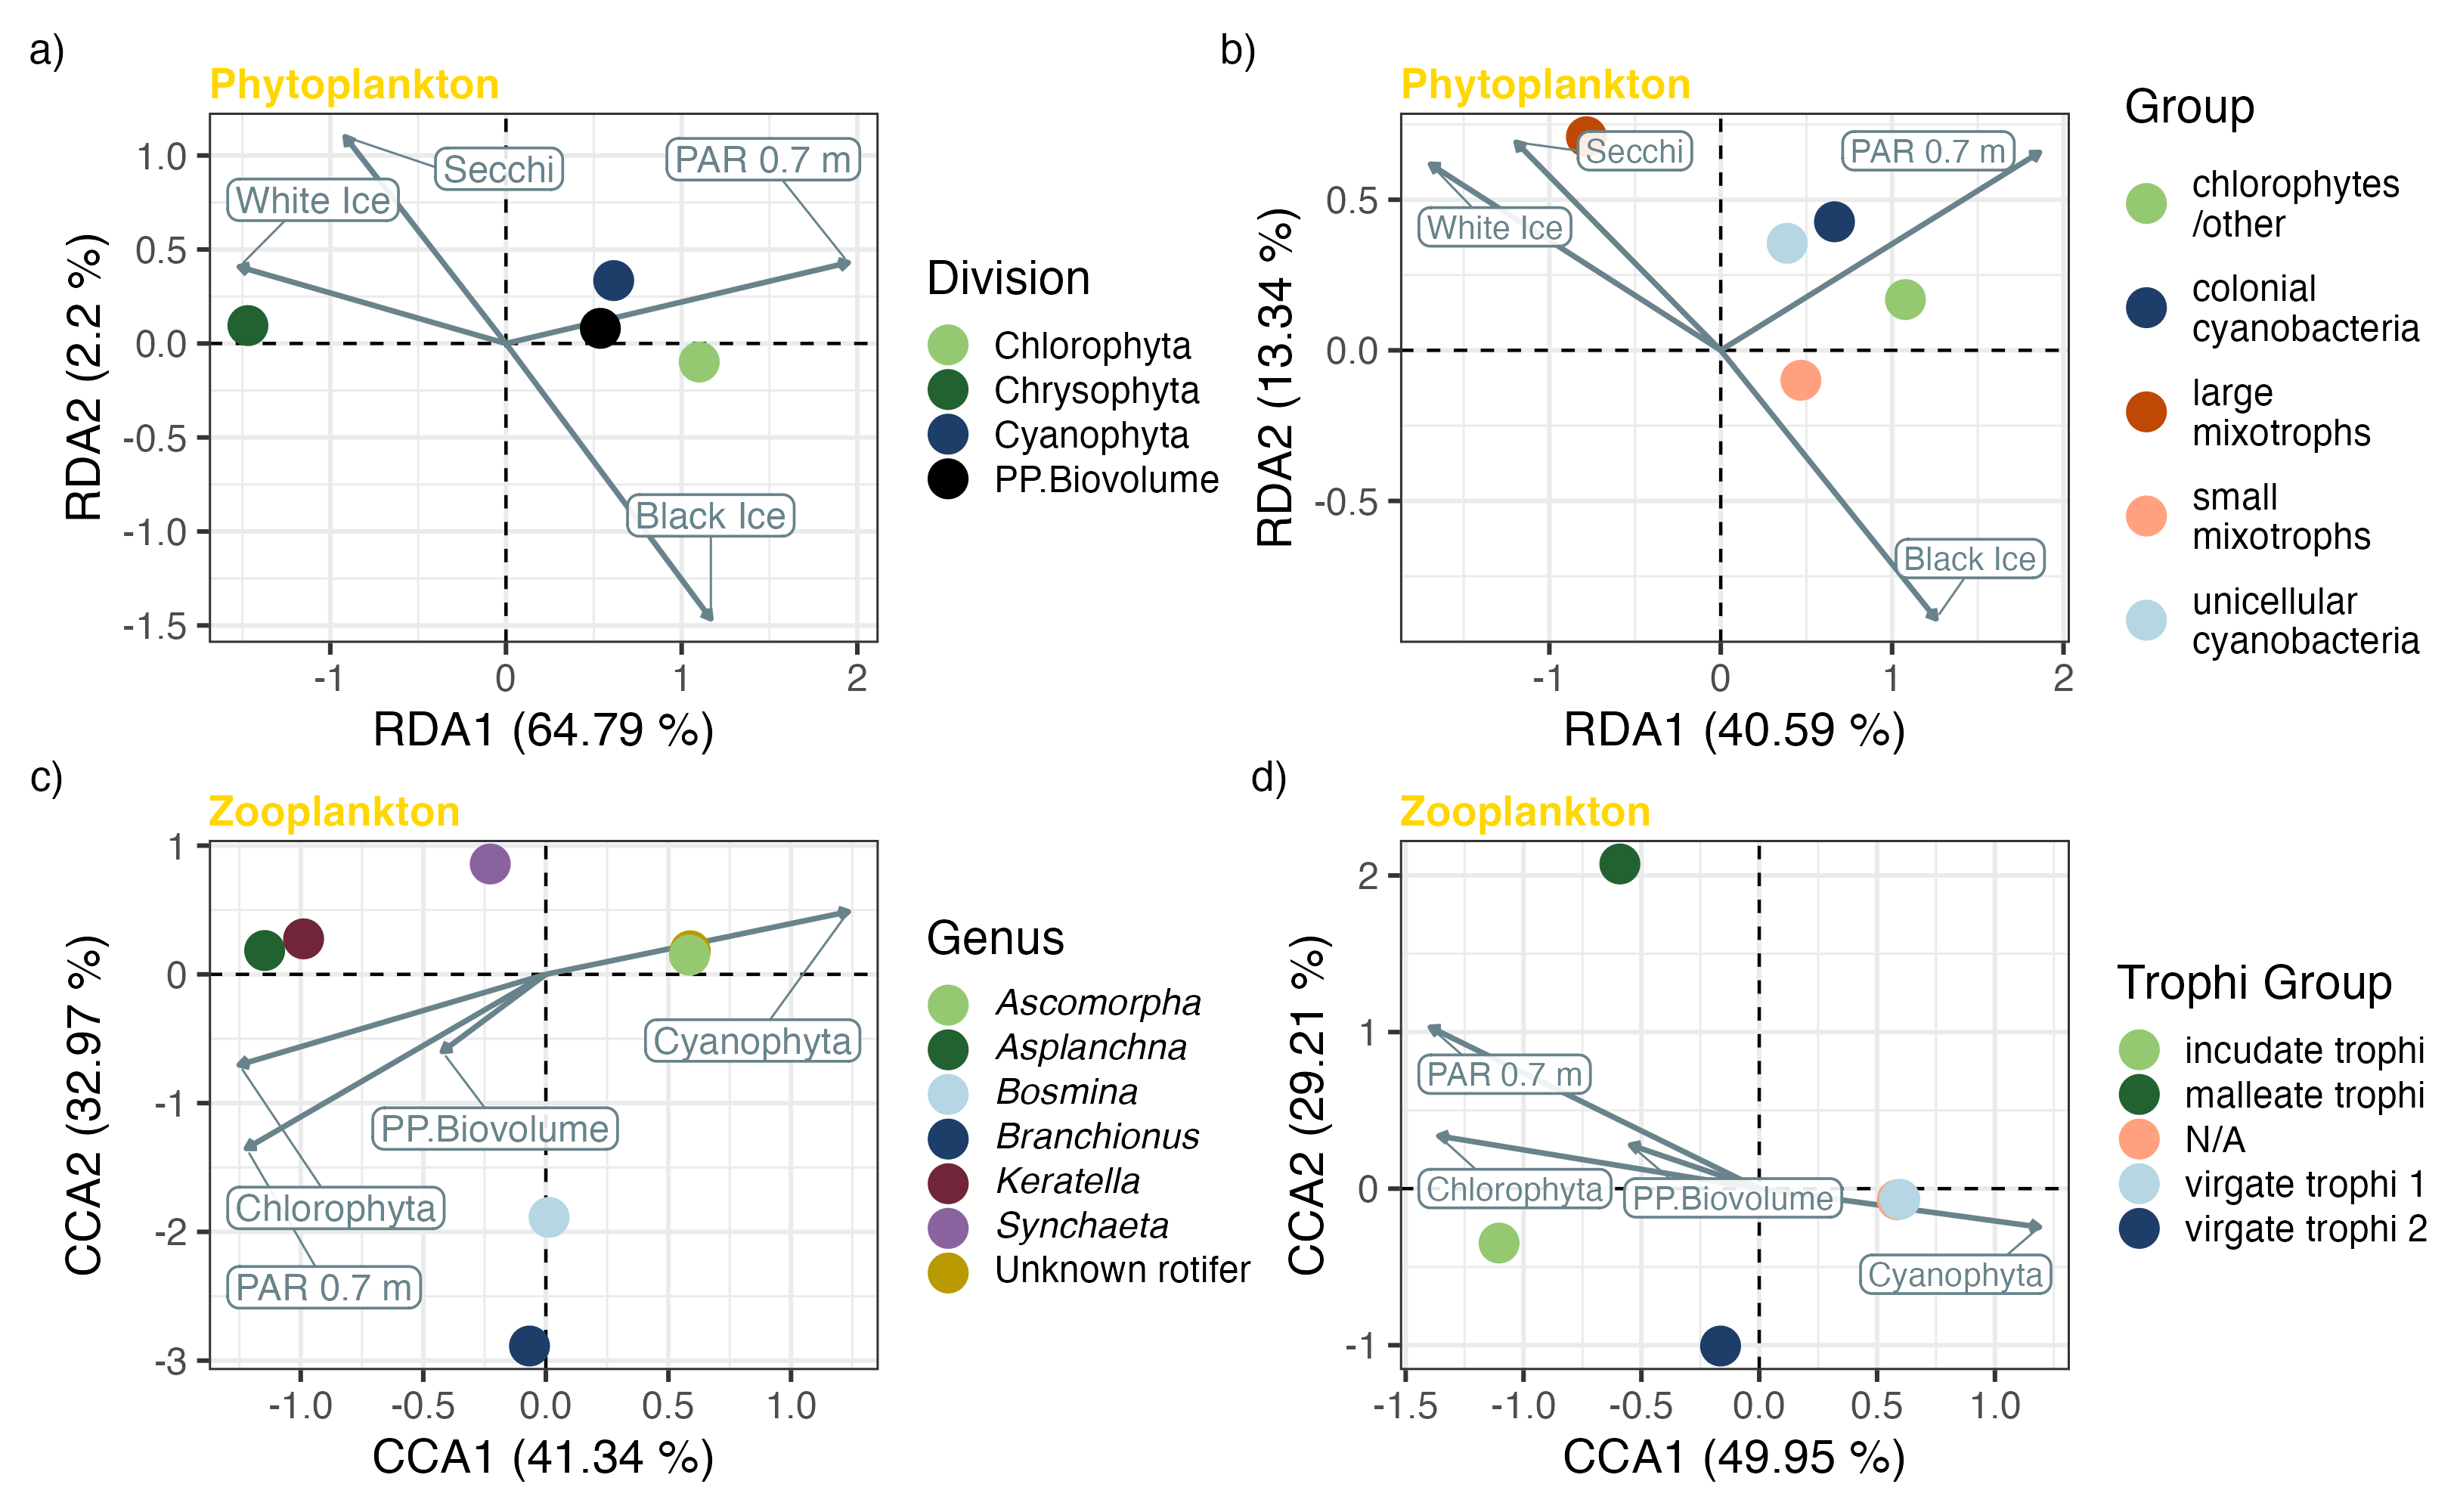 a)
Phytoplankton
1.0
0.5
0.0
-0.5
-1.0
-1.5
RDA2 (2.2 %)
Secchi
PAR 0.7 m
White Ice
Black Ice
-1
0
1
2
RDA1 (64.79 %)
Division
Chlorophyta
Chrysophyta
Cyanophyta
PP.Biovolume
b)
Phytoplankton
0.5
0.0
-0.5
RDA2 (13.34 %)
Secchi
PAR 0.7 m
White Ice
Black Ice
-1
0
1
2
RDA1 (40.59 %)
Group
chlorophytes
/other
colonial
cyanobacteria
large
mixotrophs
small
mixotrophs
unicellular
cyanobacteria
c)
Zooplankton
1
0
-1
-2
-3
CCA2 (32.97 %)
Cyanophyta
PP.Biovolume
Chlorophyta
PAR 0.7 m
-1.0
-0.5
0.0
0.5
1.0
CCA1 (41.34 %)
Genus
Ascomorpha
Asplanchna
Bosmina
Branchionus
Keratella
Synchaeta
Unknown rotifer
d)
Zooplankton
2
1
0
-1
CCA2 (29.21 %)
PAR 0.7 m
Chlorophyta
PP.Biovolume
Cyanophyta
-1.5
-1.0
-0.5
0.0
0.5
1.0
CCA1 (49.95 %)
Trophi Group
incudate trophi
malleate trophi
N/A
virgate trophi 1
virgate trophi 2